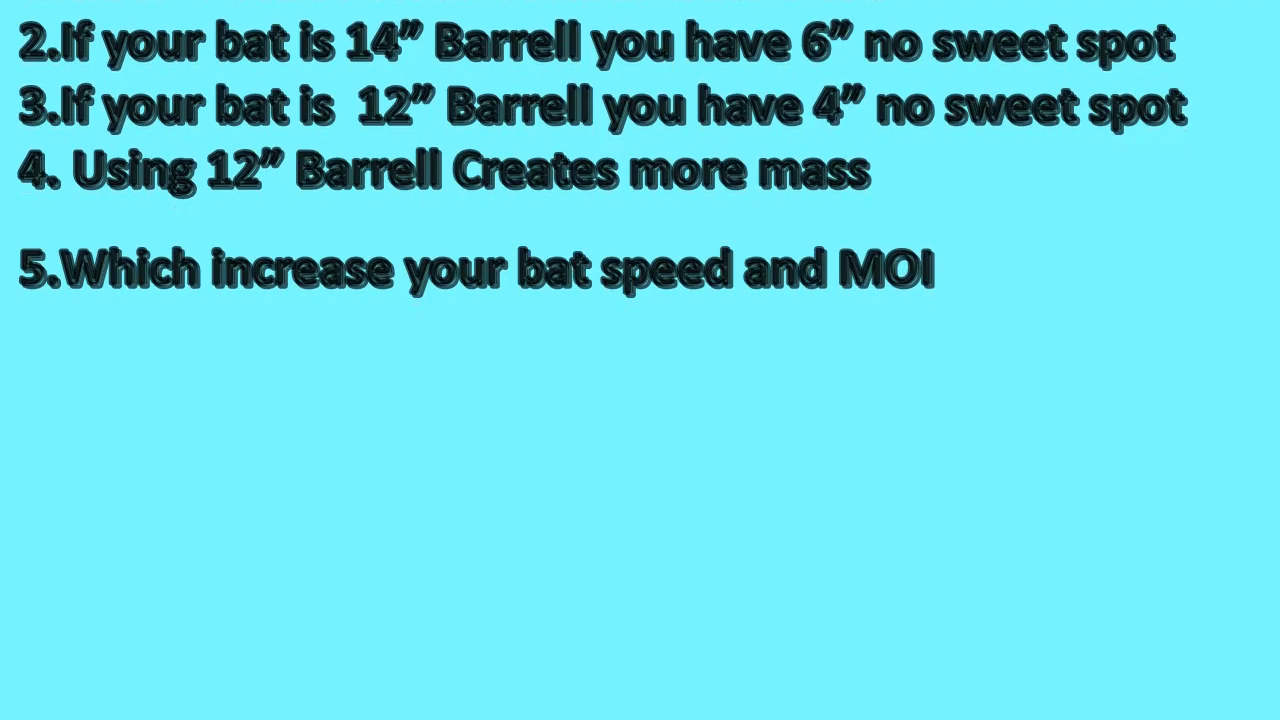 2.If your bat is 14” Barrell you have 6” no sweet spot
3.If your bat is  12” Barrell you have 4” no sweet spot
4. Using 12” Barrell Creates more mass
5.Which increase your bat speed and MOI